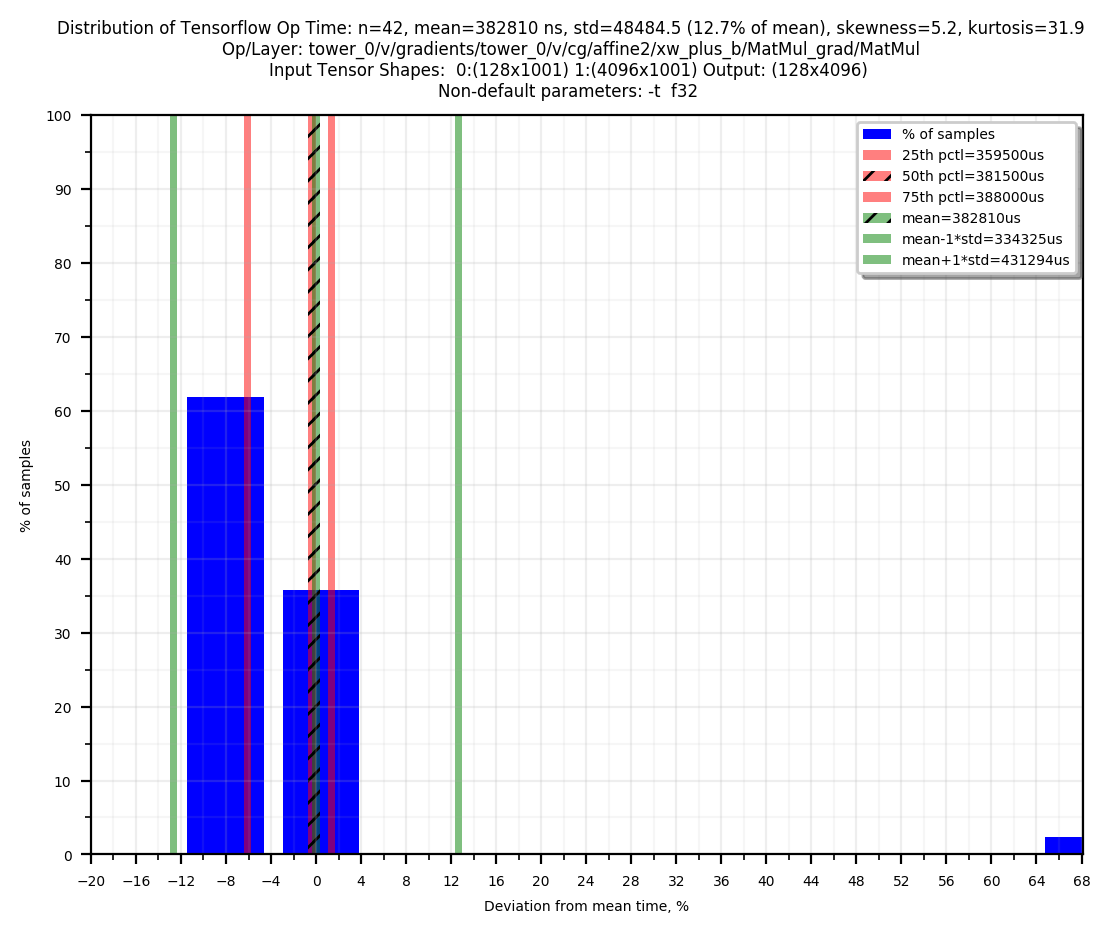 Distribution of Tensorflow Op Time: n=42, mean=382810 ns, std=48484.5 (12.7% of mean), skewness=5.2, kurtosis=31.9
Op/Layer: tower_0/v/gradients/tower_0/v/cg/affine2/xw_plus_b/MatMul_grad/MatMul
Input Tensor Shapes:  0:(128x1001) 1:(4096x1001) Output: (128x4096)
Non-default parameters: -t  f32
% of samples
25th pctl=359500us
50th pctl=381500us
75th pctl=388000us
mean=382810us
mean-1*std=334325us
mean+1*std=431294us
100
90
80
70
60
50
40
30
20
10
0
% of samples
−20 −16 −12 −8 −4 0 4 8 12 16 20 24 28 32 36 40 44 48 52 56 60 64 68
Deviation from mean time, %